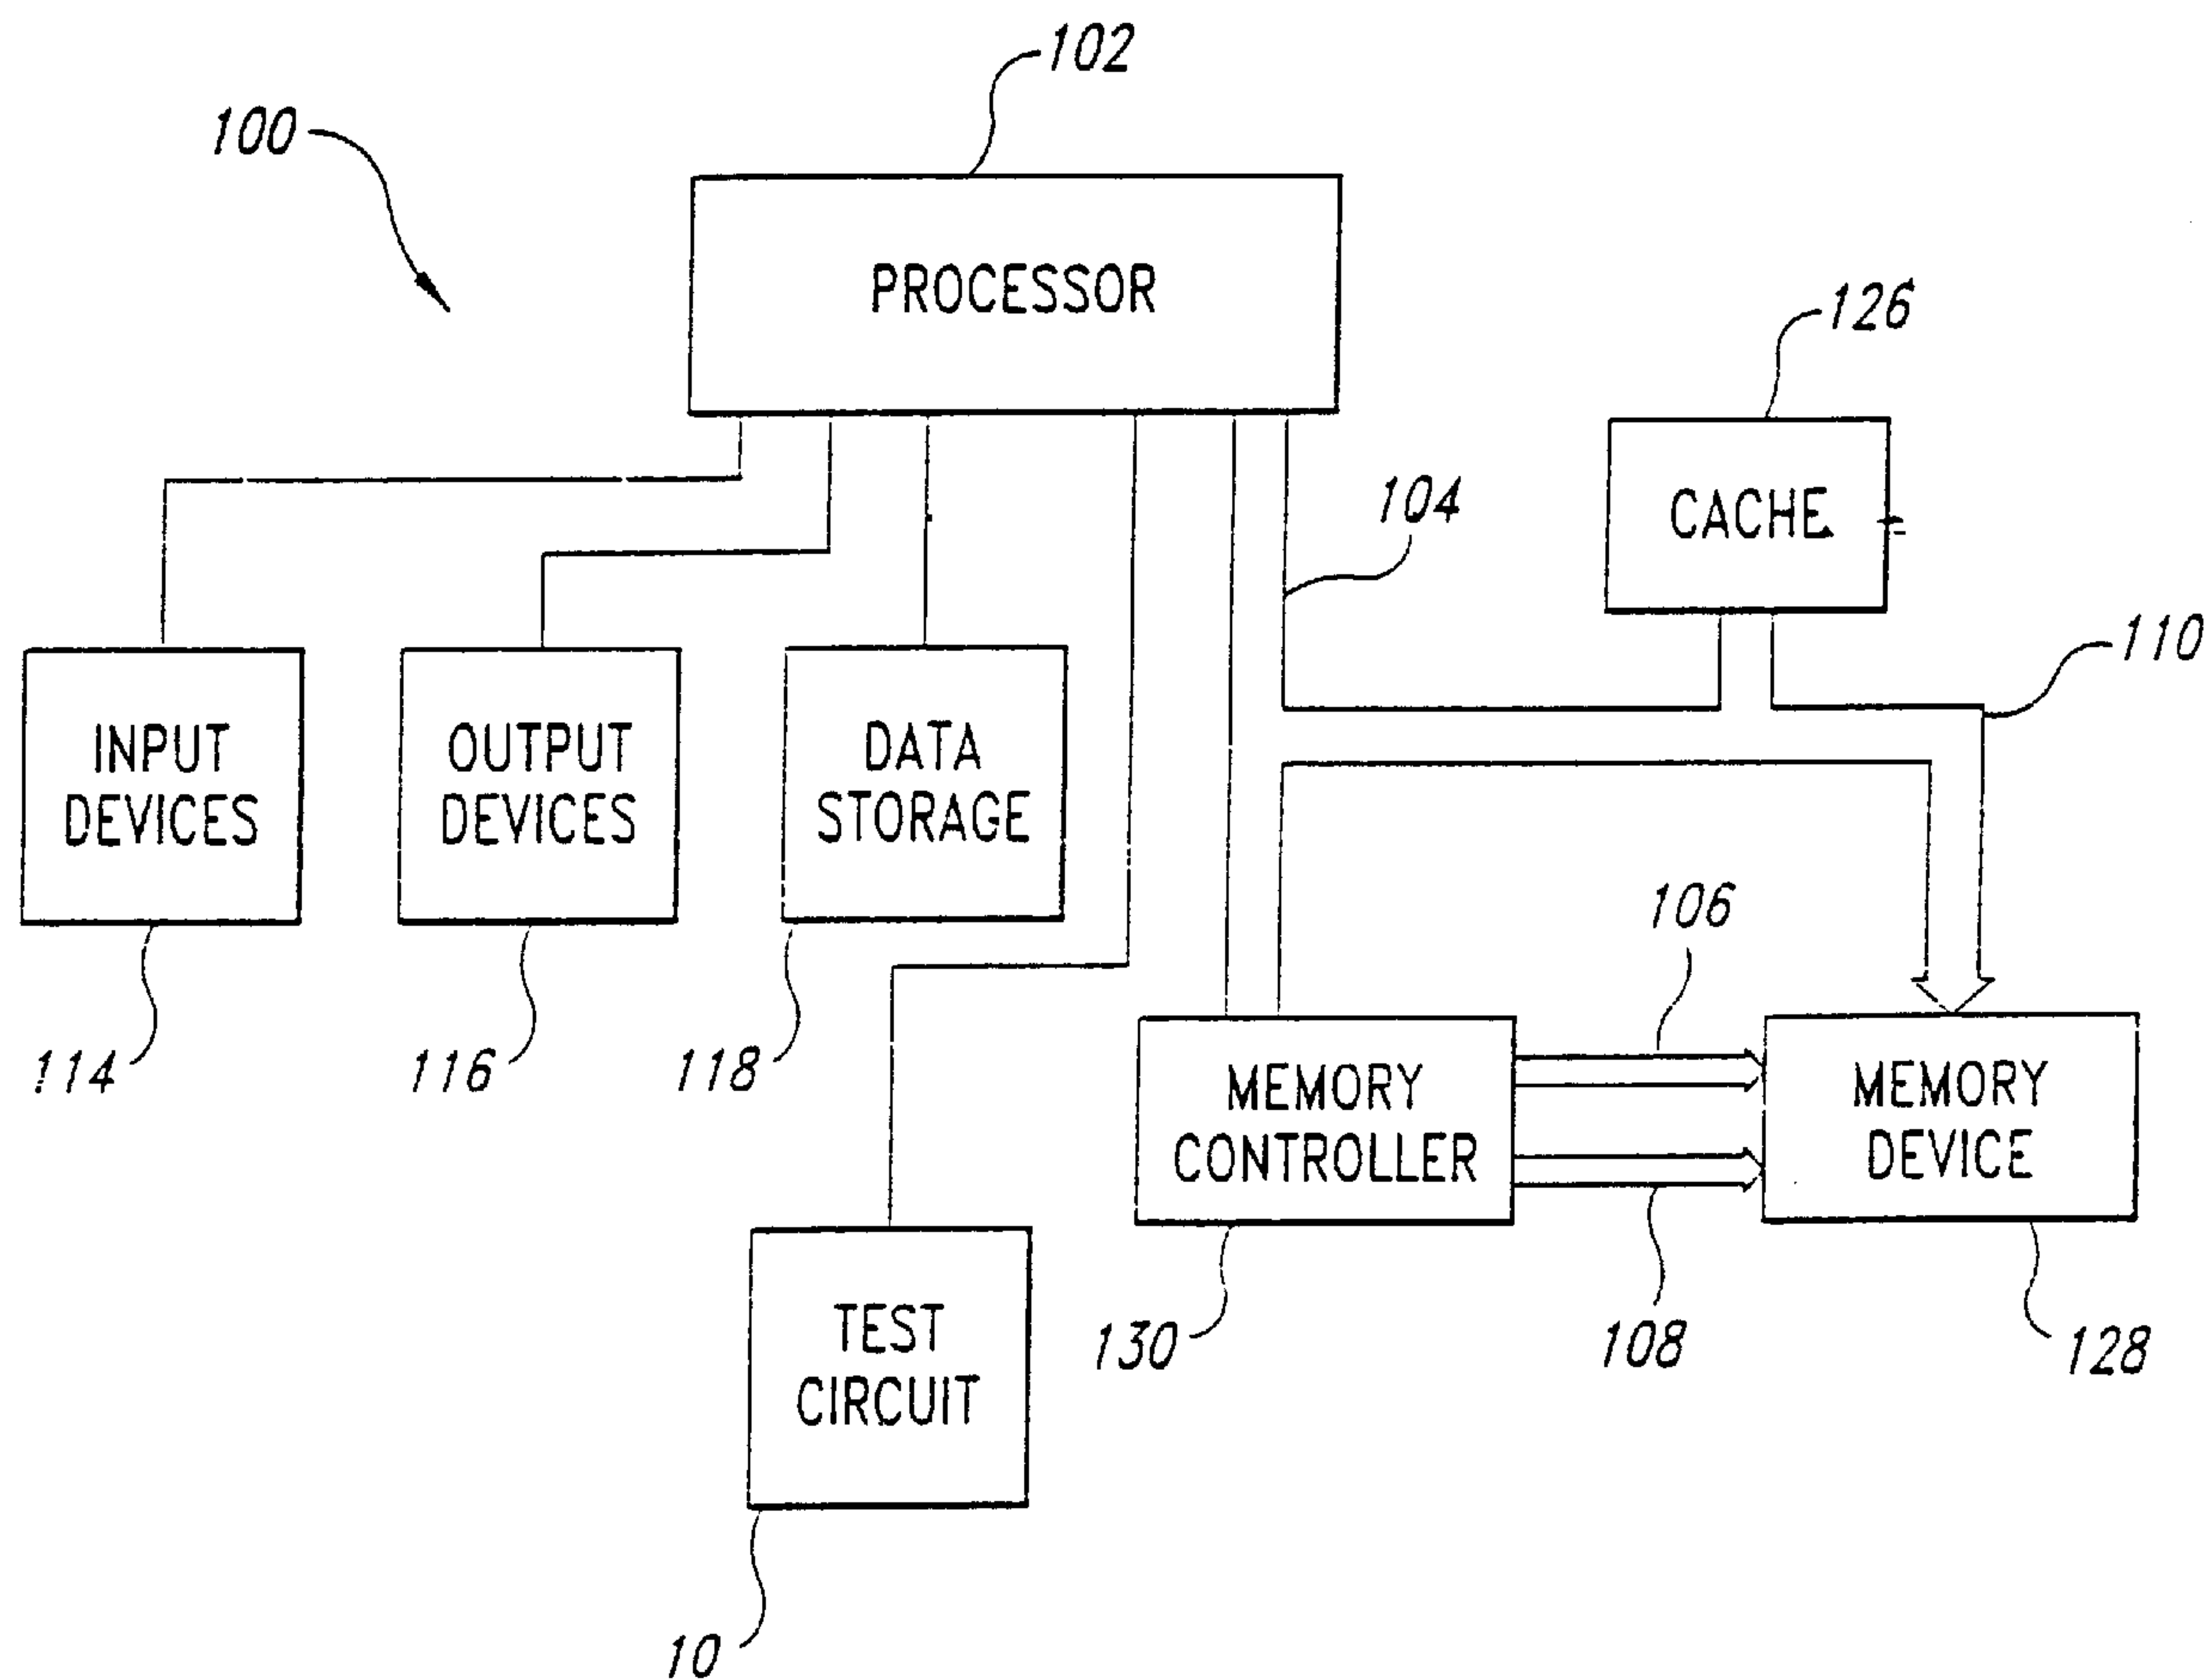 102
100
PROCESSOR
126
CACHE
104
110
INPUT
DEVICES
OUTPUT
DEVICES
DATA
STORAGE
106
114
116
118
MEMORY
CONTROLLER
MEMORY
DEVICE
130
108
128
TEST
CIRCUIT
10